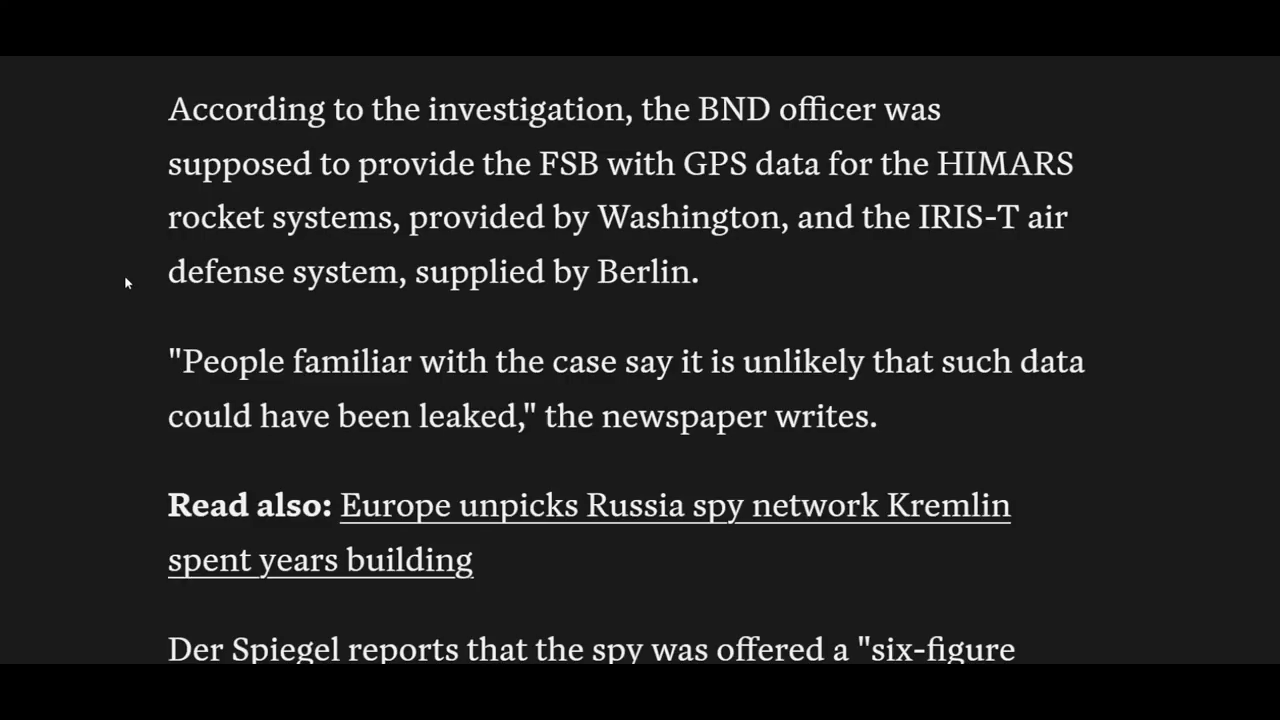 According to the investigation, the BND officer was
supposed to provide the FSB with GPS data for the HIMARS
rocket systems, provided by Washington, and the IRIS-T air
defense system, supplied by Berlin.
"People familiar with the case say it is unlikely that such data
could have been leaked," the newspaper writes.
Read also: Europe unpicks Russia spy network Kremlin
spent years building
Der Spiegel reports that the spy was offered a "six-figure